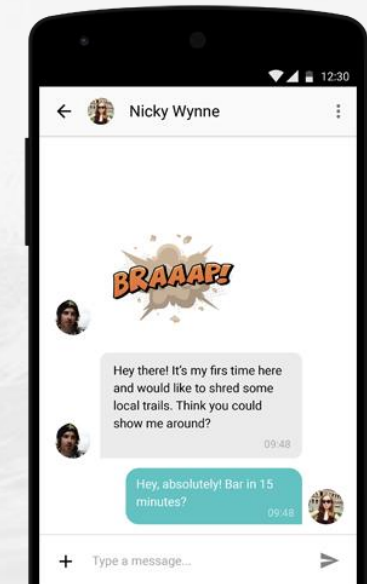 12:30
Nicky Wynne
BRAAAP!
Hey there! It's my firs time here
and would like to shred some
local trails. Think you could
show me around?
09:48
Hey, absolutely! Bar in 15
minutes?
09:48
Type a message...